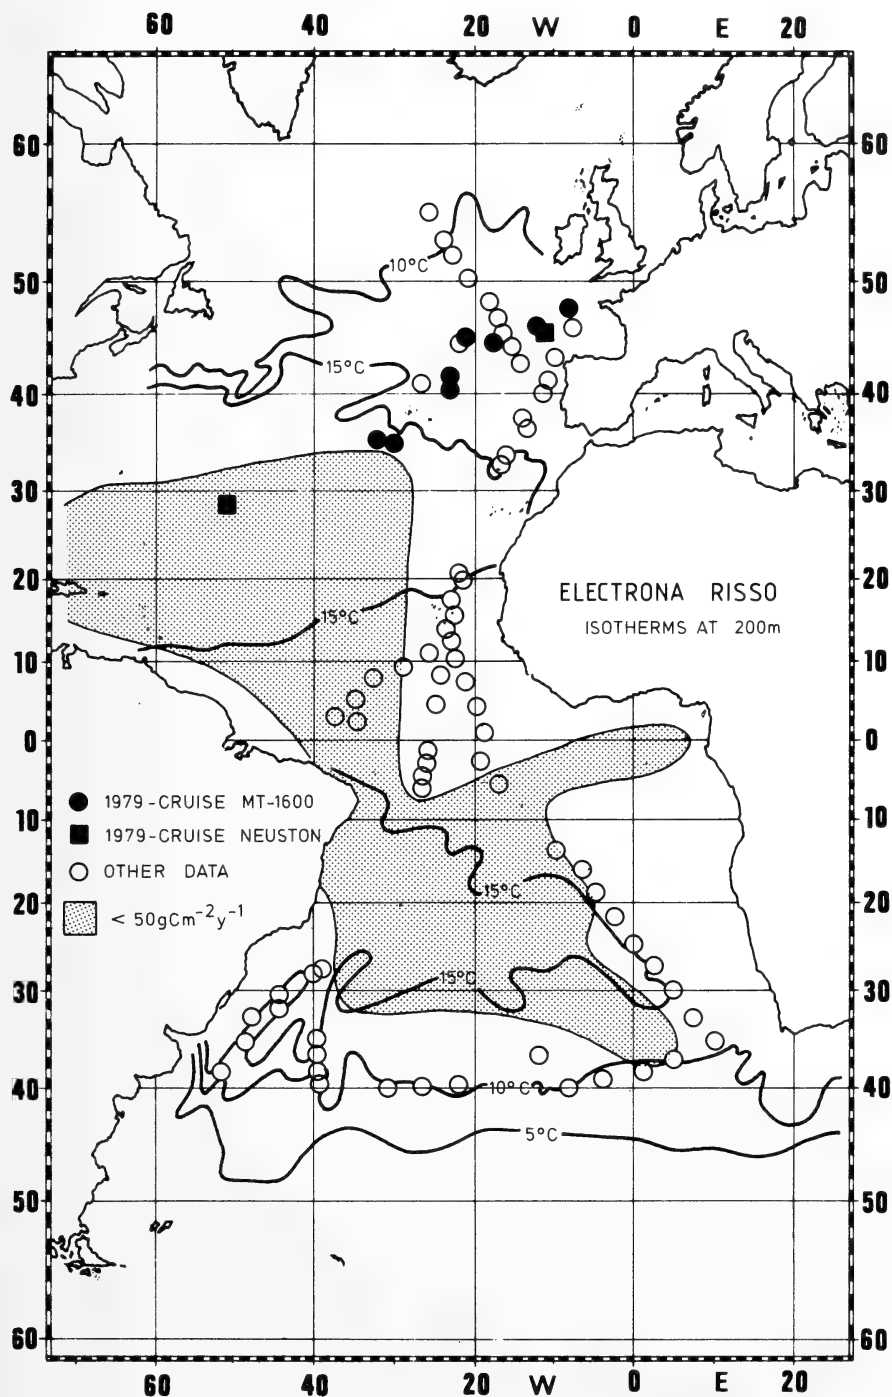 60 40 20 W 0 E 20
60 60
50 50
10°C
15°C
40 40
30 30
20 20
ELECTRONA RISSO
ISOTHERMS AT 200m
15°C
10 10
0 0
1979-CRUISE MT-1600
1979-CRUISE NEUSTON
OTHER DATA
< 50gCm⁻²y⁻¹
10 10
15°C
20 20
15°C
30 30
10°C
40 40
5°C
50 50
60 60
60 40 20 W 0 E 20